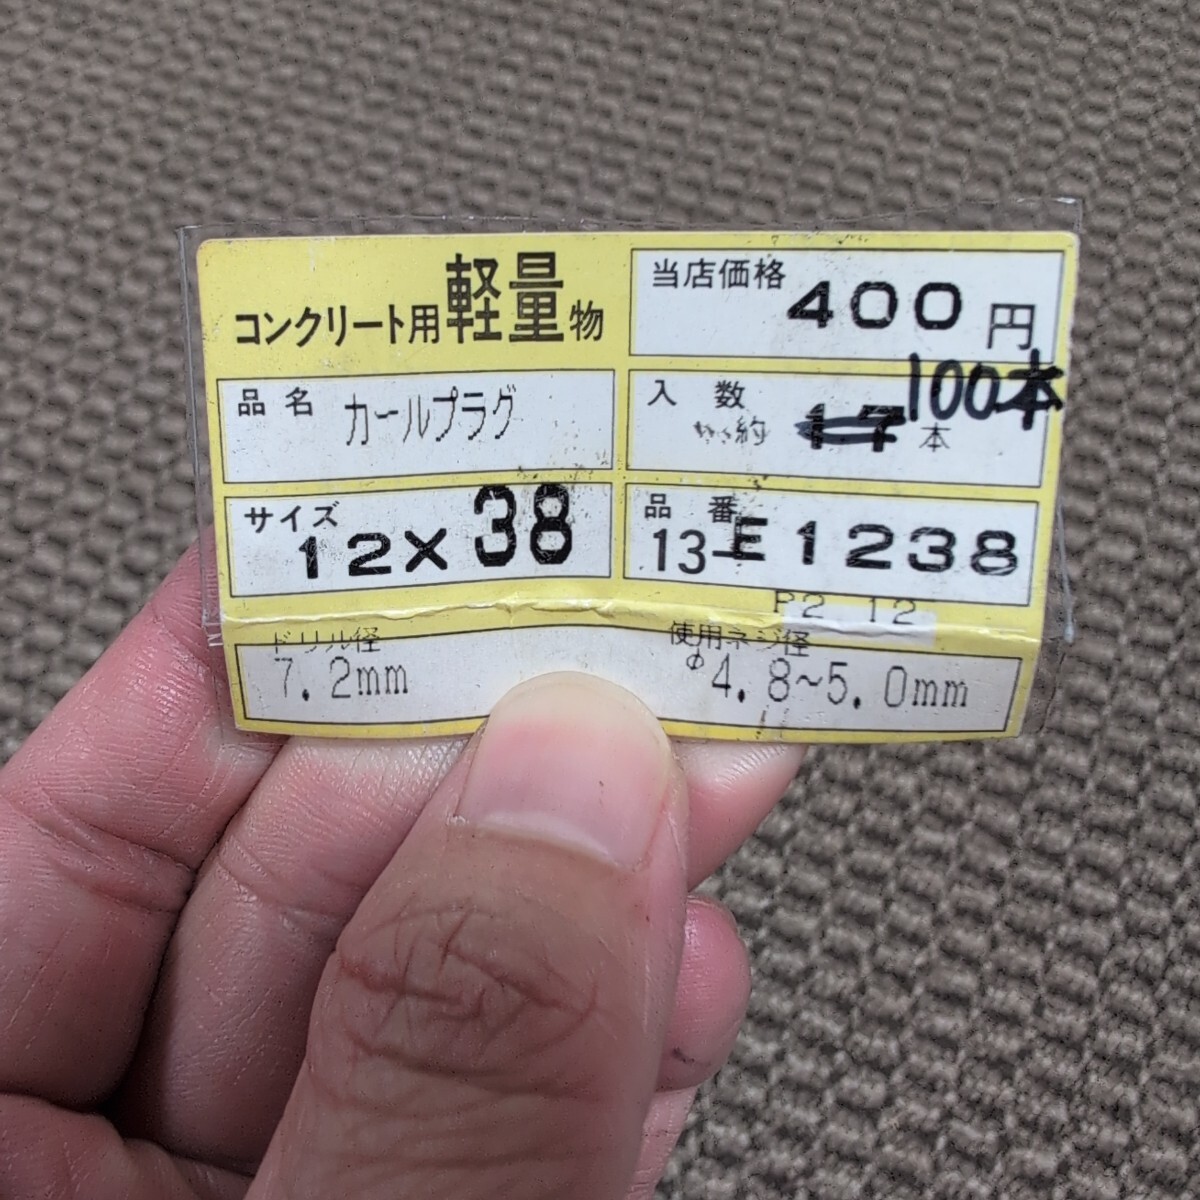 コンクリート用軽量物
当店価格
400円
品名 カールプラグ
入数
約 17 本
100本
サイズ
12×38
品番
13-E1238
P2 12
ドリル径
7.2mm
使用ネジ径
φ4.8~5.0mm